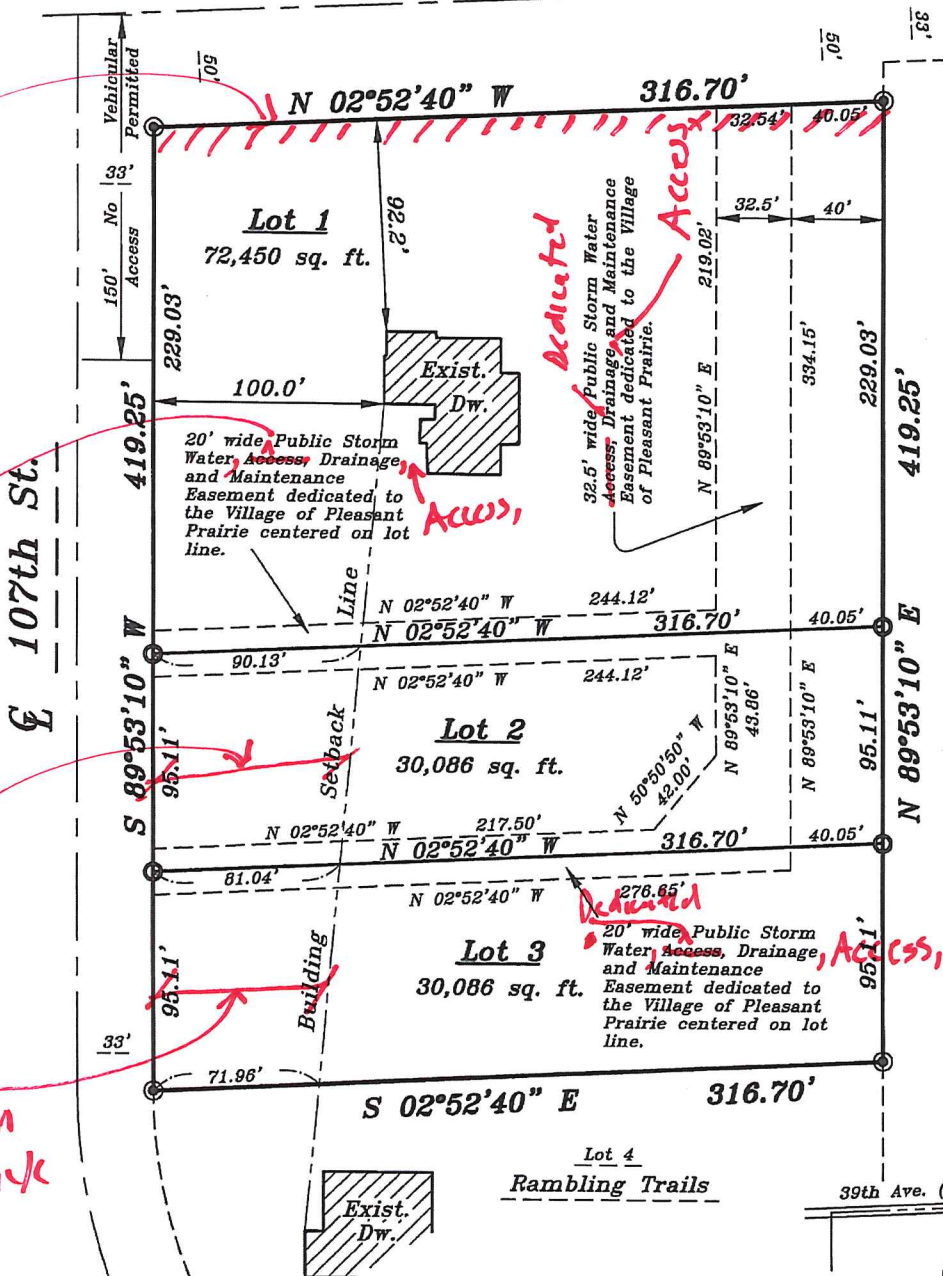 33'
50'
50'
Vehicular
Permitted
N 02°52'40" W 316.70'
32.54' 40.05'
33'
No
Access
150'
Lot 1
72,450 sq. ft.
92.2'
32.5' 40'
229.03'
419.25'
100.0'
Exist.
Dw.
Dedicated
Access
32.5' wide Public Storm Water
Access, Drainage, and Maintenance
Easement dedicated to the Village
of Pleasant Prairie.
219.02'
N 89°53'10" E
334.15'
229.03'
419.25'
20' wide Public Storm
Water Access, Drainage,
and Maintenance
Easement dedicated to
the Village of Pleasant
Prairie centered on lot
line.
, Access,
℄ 107th St.
Line
N 02°52'40" W 244.12'
N 02°52'40" W 316.70' 40.05'
90.13'
N 02°52'40" W 244.12'
S 89°53'10" W
95.11'
Setback
Lot 2
30,086 sq. ft.
N 89°53'10" E
43.86'
N 50°50'50" W
42.00'
N 89°53'10" E
95.11'
N 89°53'10" E
N 02°52'40" W 217.50'
N 02°52'40" W 316.70' 40.05'
81.04'
N 02°52'40" W 276.65'
Dedicated
20' wide Public Storm
Water Access, Drainage
and Maintenance
Easement dedicated to
the Village of Pleasant
Prairie centered on lot
line.
, Access,
95.11'
95.11'
Building
Lot 3
30,086 sq. ft.
33'
71.96'
S 02°52'40" E 316.70'
Lot 4
Rambling Trails
Exist.
Dw.
39th Ave. (